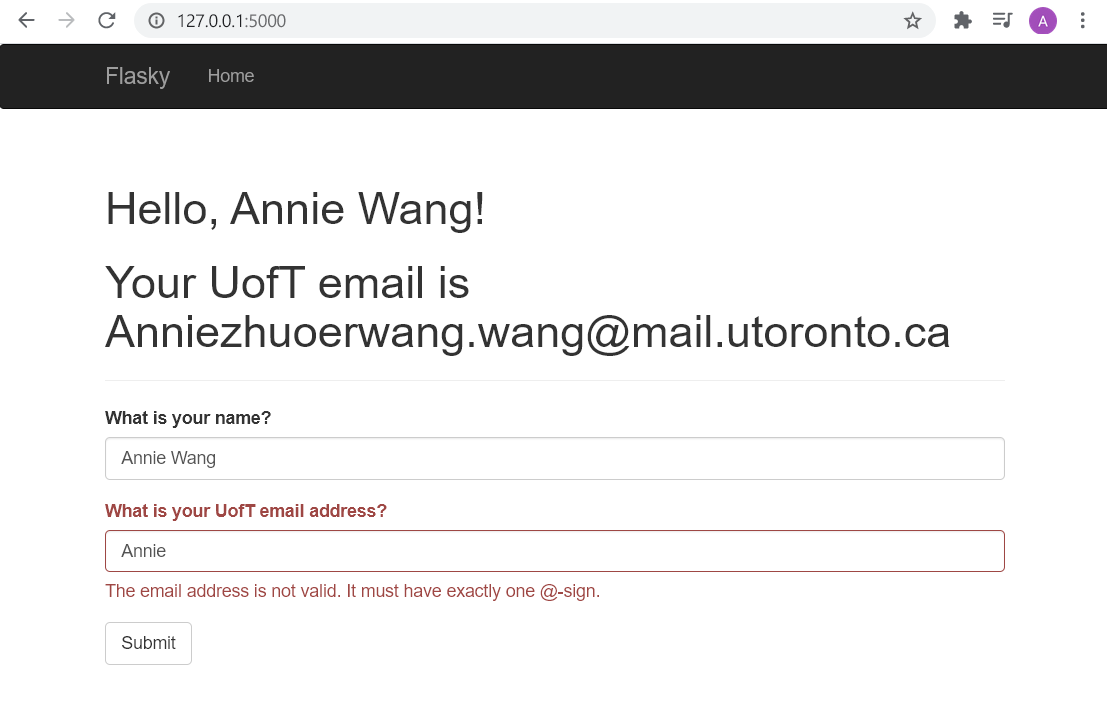 127.0.0.1:5000
A
Flasky Home
Hello, Annie Wang!
Your UofT email is
Anniezhuoerwang.wang@mail.utoronto.ca
What is your name?
Annie Wang
What is your UofT email address?
Annie
The email address is not valid. It must have exactly one @-sign.
Submit